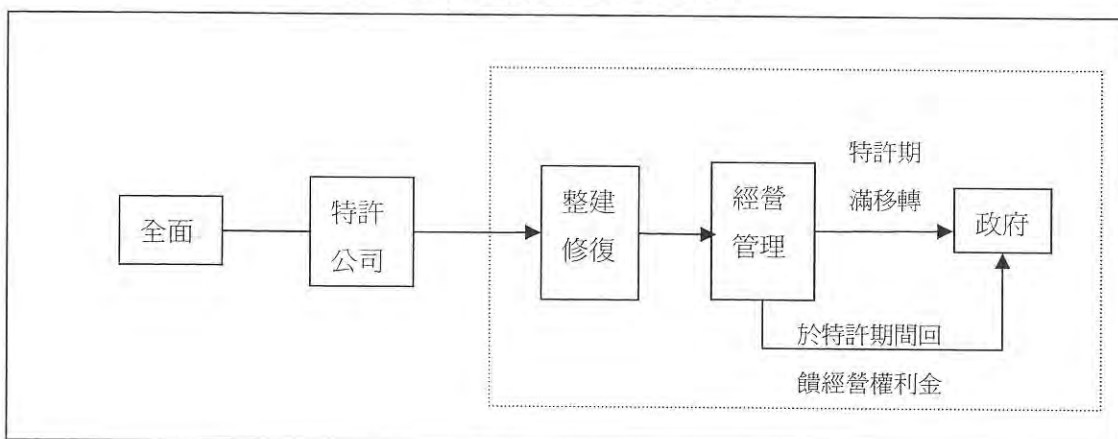 全面
特許
公司
整建
修復
經營
管理
特許期
滿移轉
政府
於特許期間回
饋經營權利金